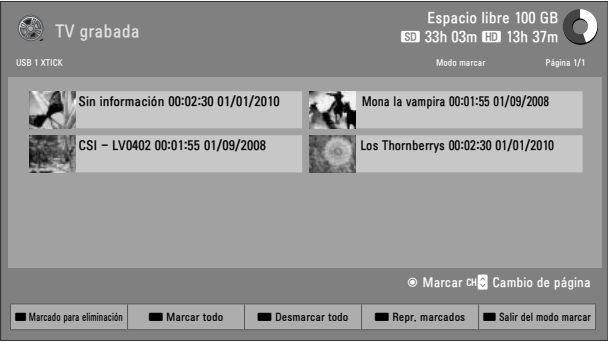 TV grabada
Espacio libre 100 GB
SD 33h 03m HD 13h 37m
USB 1 XTICK
Modo marcar
Página 1/1
Sin información 00:02:30 01/01/2010
Mona la vampira 00:01:55 01/09/2008
CSI – LV0402 00:01:55 01/09/2008
Los Thornberrys 00:02:30 01/01/2010
Marcar CH Cambio de página
Marcado para eliminación
Marcar todo
Desmarcar todo
Repr. marcados
Salir del modo marcar